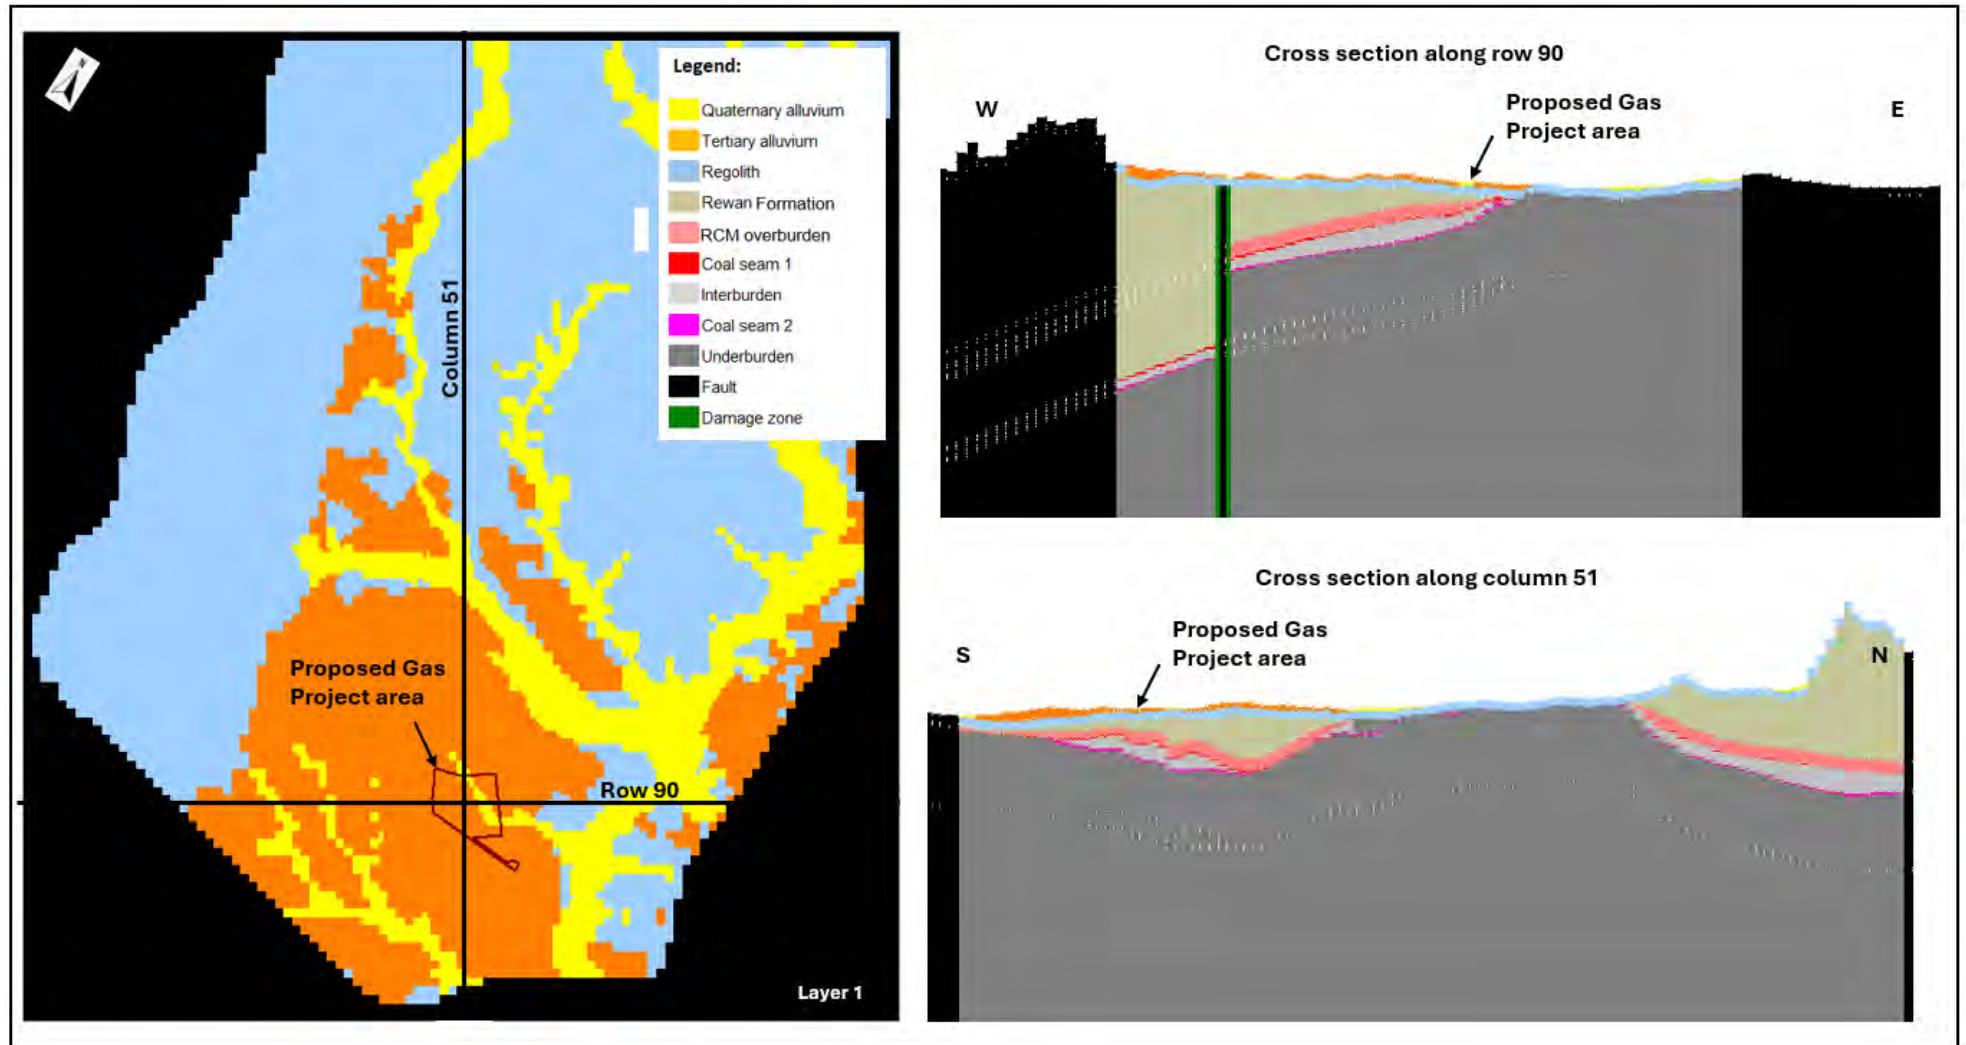 N
Legend:
Quaternary alluvium
Tertiary alluvium
Regolith
Rewan Formation
RCM overburden
Coal seam 1
Interburden
Coal seam 2
Underburden
Fault
Damage zone
Column 51
Proposed Gas
Project area
Row 90
Layer 1
Cross section along row 90
W
Proposed Gas
Project area
E
Cross section along column 51
S
Proposed Gas
Project area
N